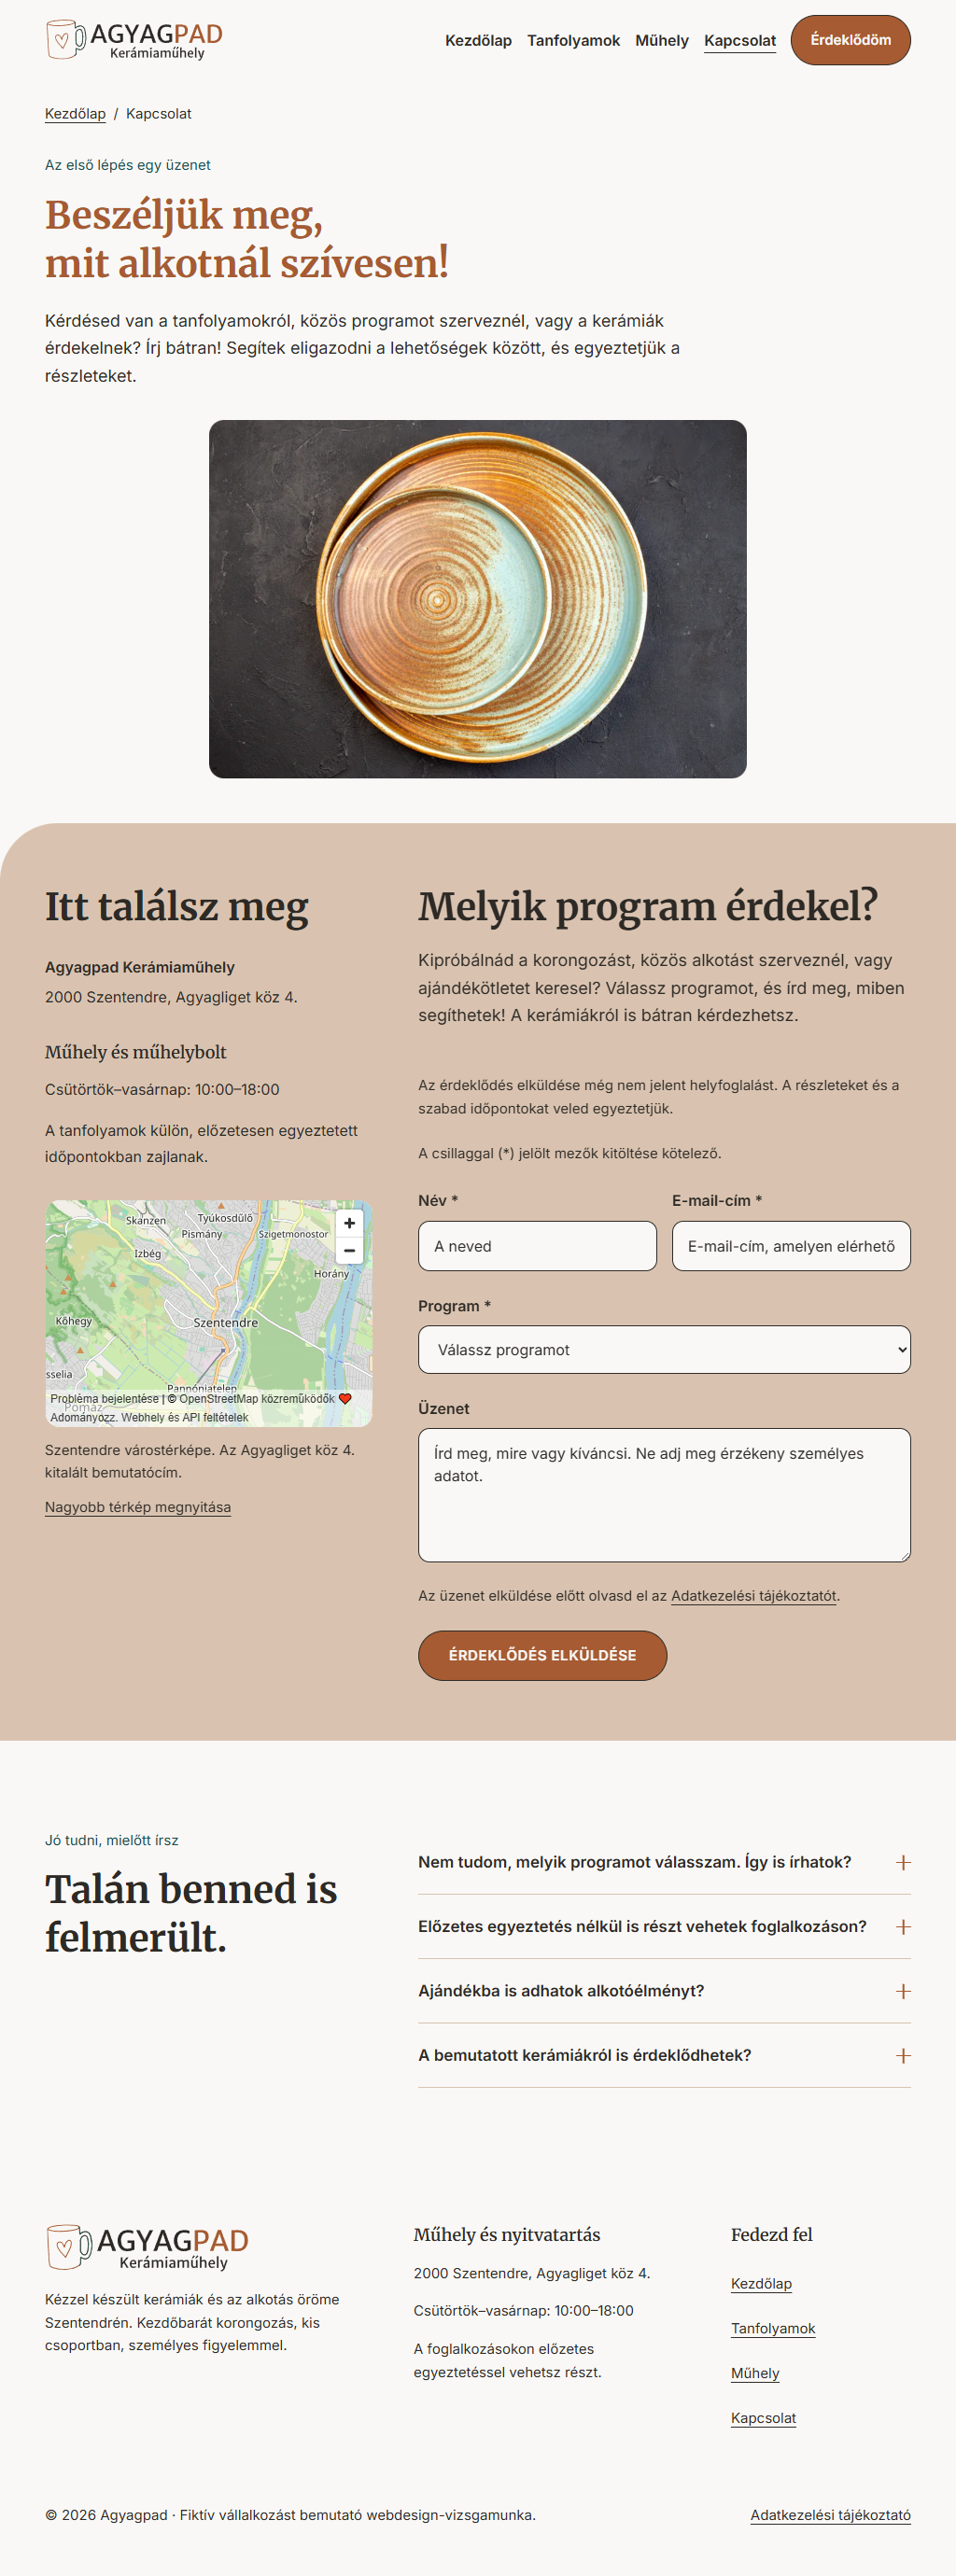 AGYAGPAD
Kerámiaműhely
Kezdőlap Tanfolyamok Műhely Kapcsolat Érdeklődöm
Kezdőlap / Kapcsolat
Az első lépés egy üzenet
Beszéljük meg,
mit alkotnál szívesen!
Kérdésed van a tanfolyamokról, közös programot szerveznél, vagy a kerámiák
érdekelnek? Írj bátran! Segítek eligazodni a lehetőségek között, és egyeztetjük a
részleteket.
Itt találsz meg
Agyagpad Kerámiaműhely
2000 Szentendre, Agyagliget köz 4.
Műhely és műhelybolt
Csütörtök–vasárnap: 10:00–18:00
A tanfolyamok külön, előzetesen egyeztetett
időpontokban zajlanak.
Skanzen
Tyúkosdűlő
Pismány
Szigetmonostor
Izbég
Horány
Kőhegy
Szentendre
sselia
Pannóniatelep
Pomáz
+
−
Probléma bejelentése | © OpenStreetMap közreműködők
Adományozz. Webhely és API feltételek
Szentendre várostérképe. Az Agyagliget köz 4.
kitalált bemutatócím.
Nagyobb térkép megnyitása
Melyik program érdekel?
Kipróbálnád a korongozást, közös alkotást szerveznél, vagy
ajándékötletet keresel? Válassz programot, és írd meg, miben
segíthetek! A kerámiákról is bátran kérdezhetsz.
Az érdeklődés elküldése még nem jelent helyfoglalást. A részleteket és a
szabad időpontokat veled egyeztetjük.
A csillaggal (*) jelölt mezők kitöltése kötelező.
Név * E-mail-cím *
A neved E-mail-cím, amelyen elérhető
Program *
Válassz programot
Üzenet
Írd meg, mire vagy kíváncsi. Ne adj meg érzékeny személyes
adatot.
Az üzenet elküldése előtt olvasd el az Adatkezelési tájékoztatót.
ÉRDEKLŐDÉS ELKÜLDÉSE
Jó tudni, mielőtt írsz
Talán benned is
felmerült.
Nem tudom, melyik programot válasszam. Így is írhatok?
Előzetes egyeztetés nélkül is részt vehetek foglalkozáson?
Ajándékba is adhatok alkotóélményt?
A bemutatott kerámiákról is érdeklődhetek?
AGYAGPAD
Kerámiaműhely
Kézzel készült kerámiák és az alkotás öröme
Szentendrén. Kezdőbarát korongozás, kis
csoportban, személyes figyelemmel.
Műhely és nyitvatartás
2000 Szentendre, Agyagliget köz 4.
Csütörtök–vasárnap: 10:00–18:00
A foglalkozásokon előzetes
egyeztetéssel vehetsz részt.
Fedezd fel
Kezdőlap
Tanfolyamok
Műhely
Kapcsolat
© 2026 Agyagpad · Fiktív vállalkozást bemutató webdesign-vizsgamunka.
Adatkezelési tájékoztató